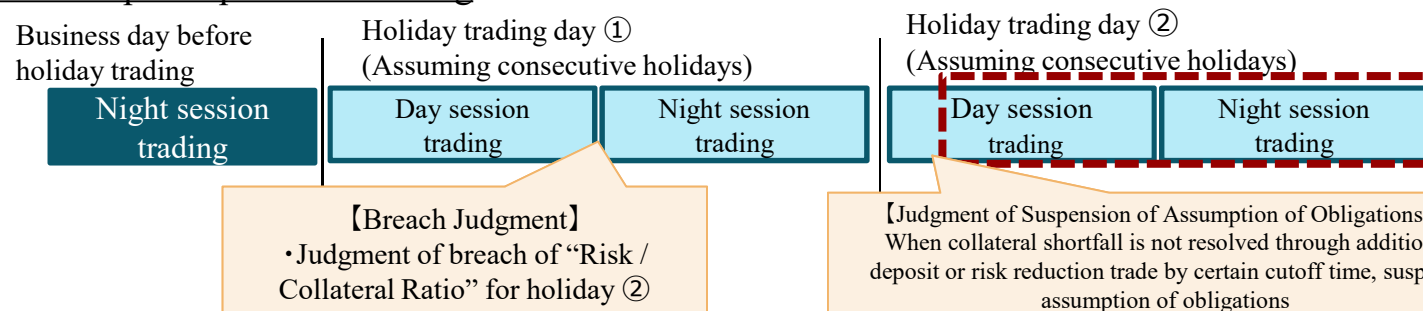 Business day before
holiday trading
Holiday trading day ①
(Assuming consecutive holidays)
Holiday trading day ②
(Assuming consecutive holidays)
Night session
trading
Day session
trading
Night session
trading
Day session
trading
Night session
trading
【Breach Judgment】
・Judgment of breach of “Risk /
Collateral Ratio” for holiday ②
【Judgment of Suspension of Assumption of Obligations
When collateral shortfall is not resolved through additio
deposit or risk reduction trade by certain cutoff time, susp
assumption of obligations